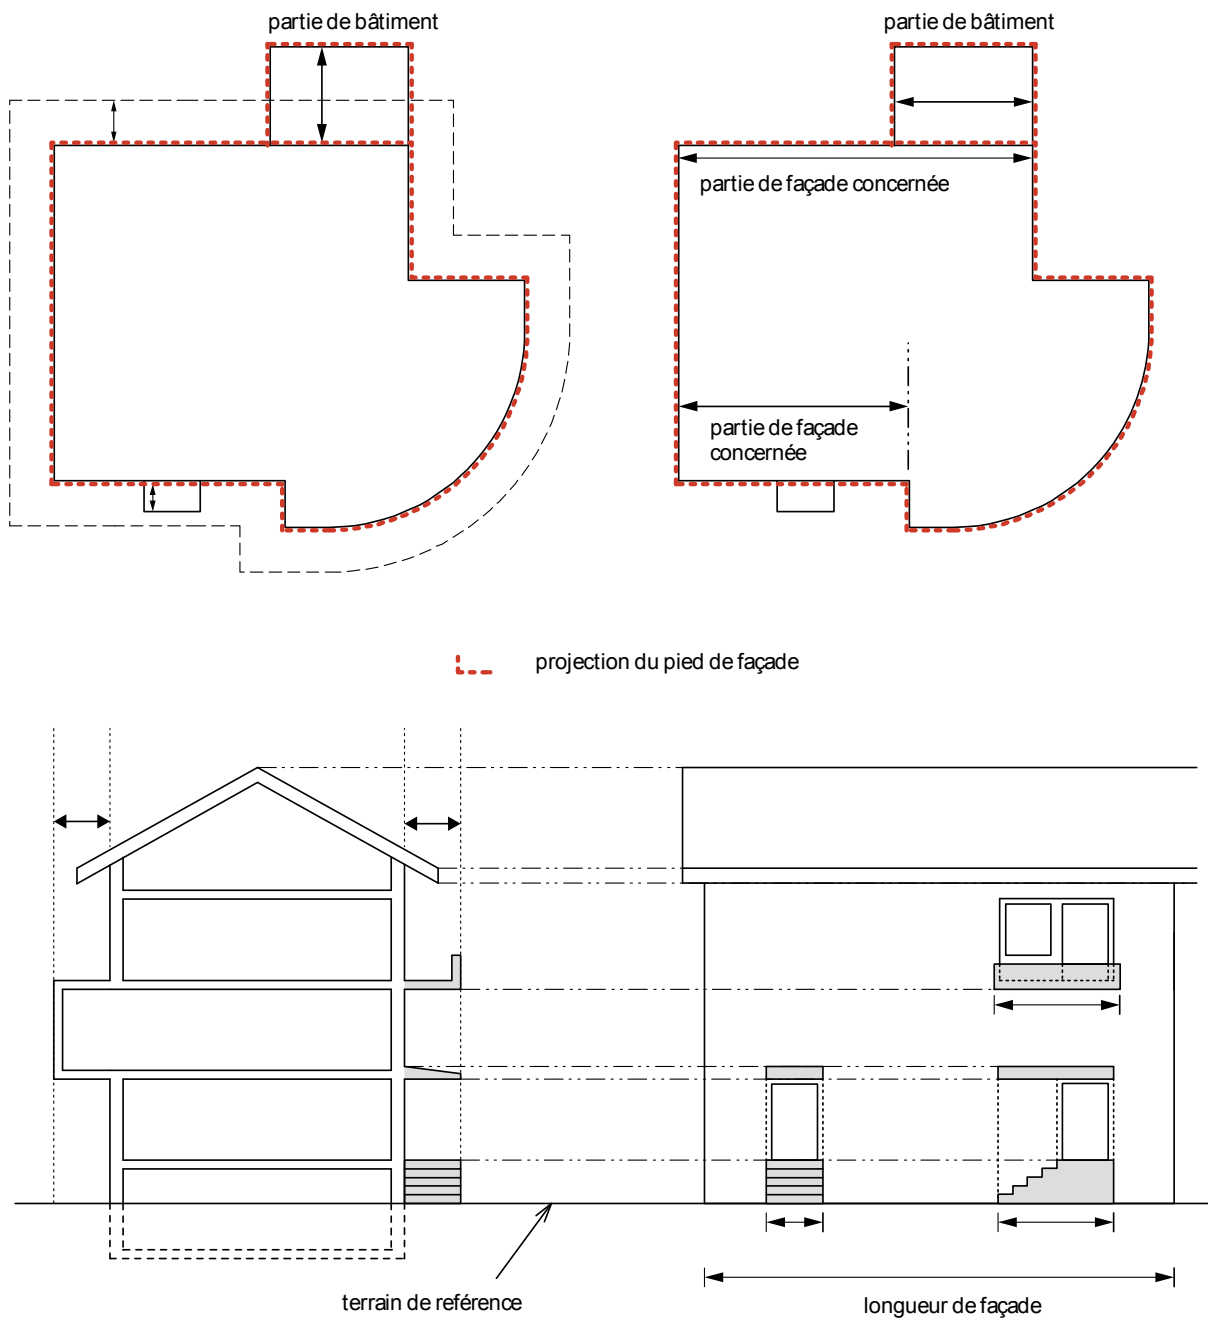 partie de bâtiment
partie de bâtiment
partie de façade concernée
partie de façade
concernée
projection du pied de façade
terrain de reférence
longueur de façade